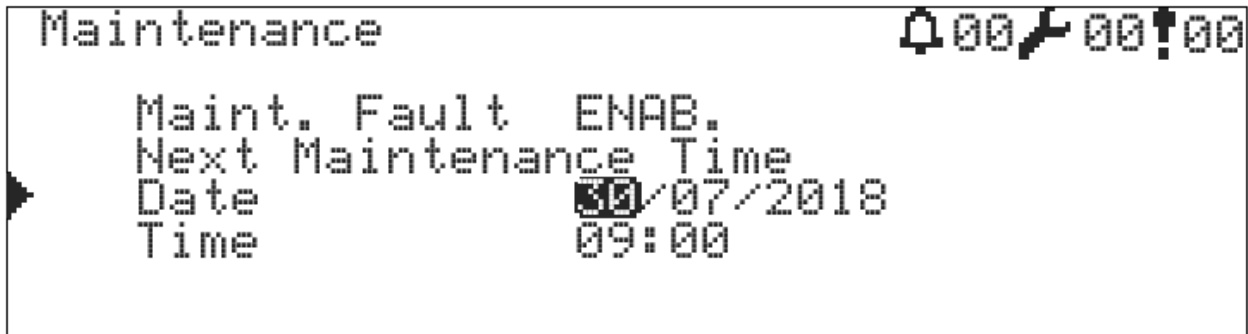 Maintenance 00 00 00
Maint. Fault ENAB.
Next Maintenance Time
Date 30/07/2018
Time 09:00